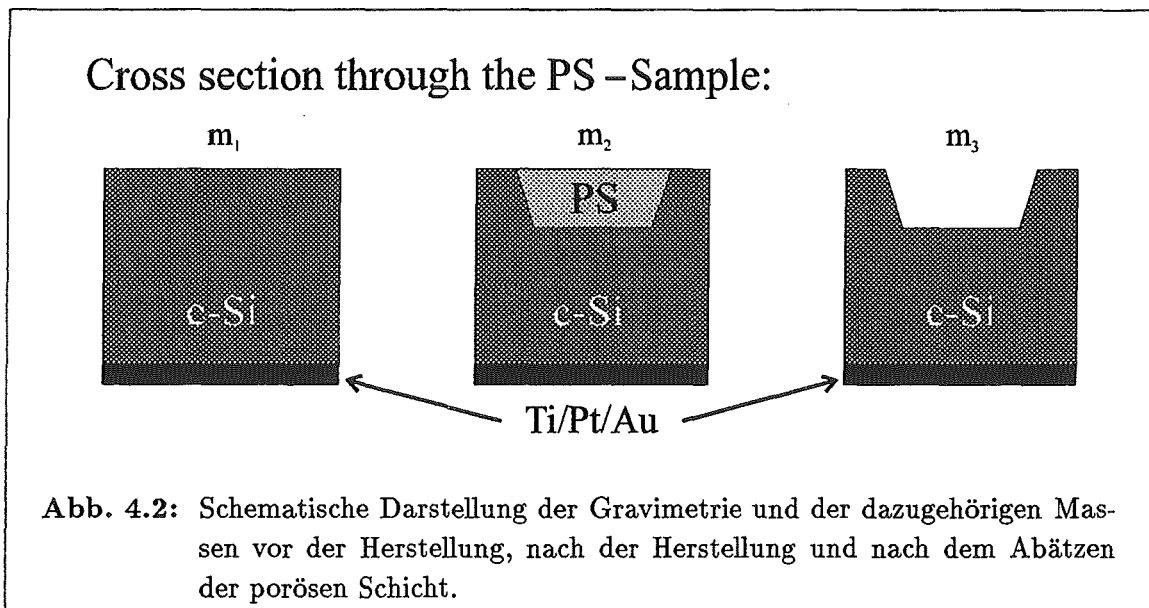 Cross section through the PS – Sample:
m₁ m₂ m₃
PS
c-Si c-Si c-Si
Ti/Pt/Au
Abb. 4.2: Schematische Darstellung der Gravimetrie und der dazugehörigen Mas-
sen vor der Herstellung, nach der Herstellung und nach dem Abätzen
der porösen Schicht.